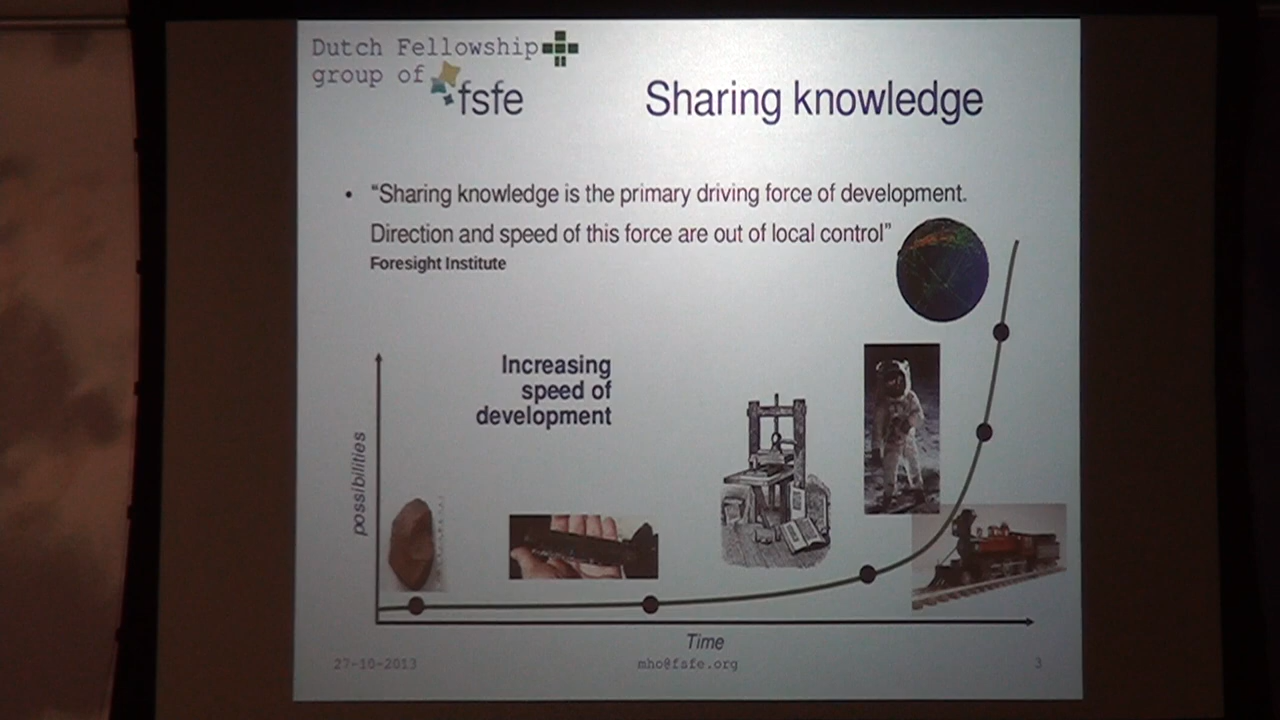 Dutch Fellowship
group of
fsfe
Sharing knowledge
• “Sharing knowledge is the primary driving force of development.
Direction and speed of this force are out of local control”
Foresight Institute
Increasing
speed of
development
possibilities
Time
27-10-2013
mho@fsfe.org
3